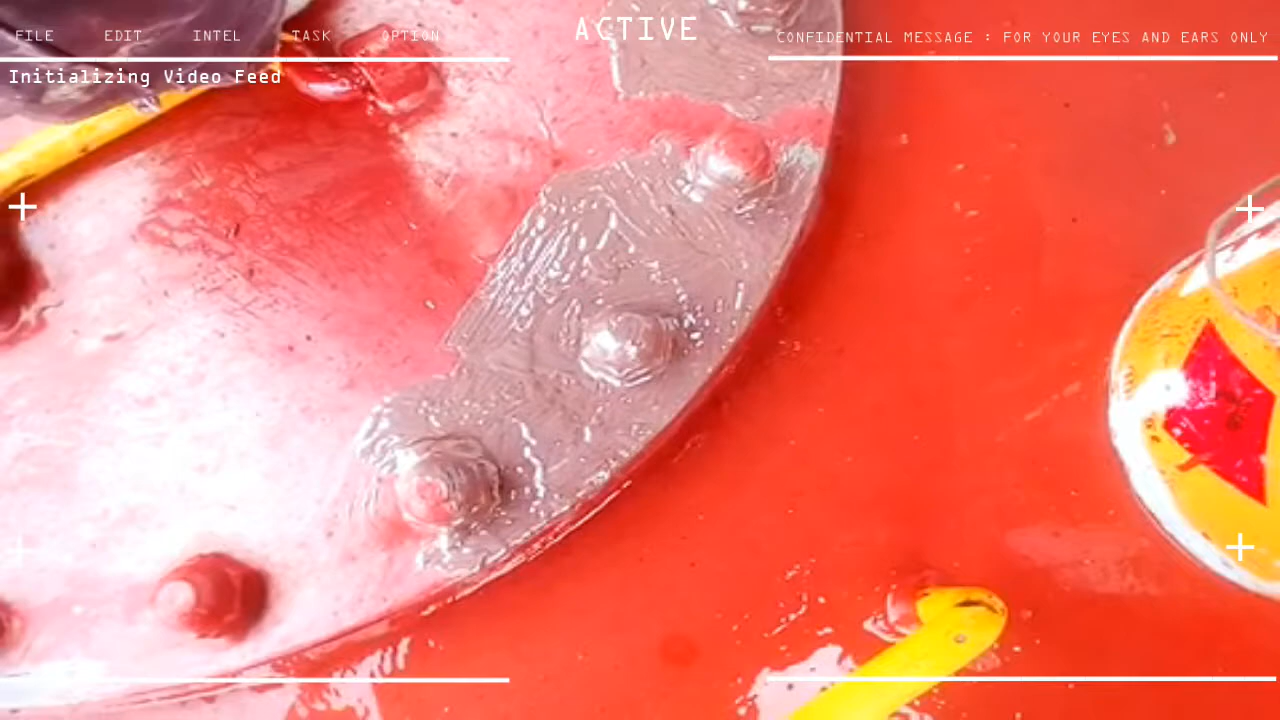 FILE EDIT INTEL TASK OPTION
ACTIVE
CONFIDENTIAL MESSAGE : FOR YOUR EYES AND EARS ONLY
Initializing Video Feed